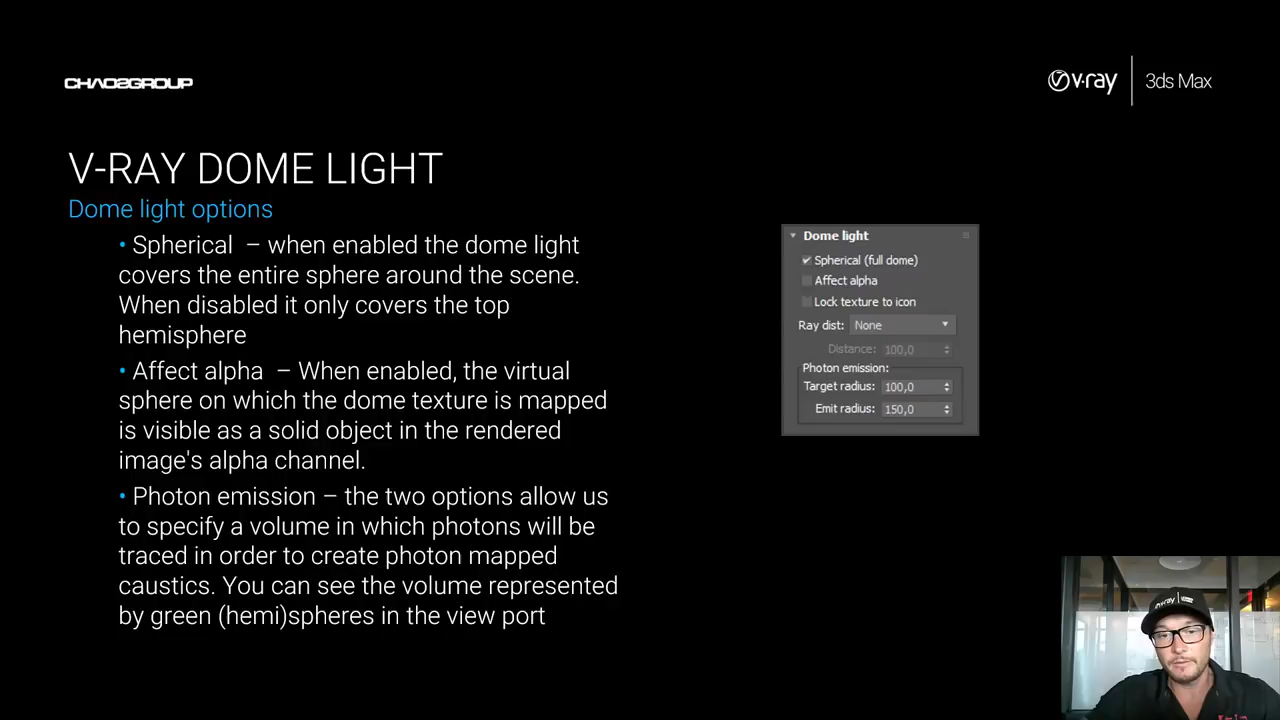 CHAOSGROUP
v·ray
3ds Max
V-RAY DOME LIGHT
Dome light options
• Spherical – when enabled the dome light
covers the entire sphere around the scene.
When disabled it only covers the top
hemisphere
• Affect alpha – When enabled, the virtual
sphere on which the dome texture is mapped
is visible as a solid object in the rendered
image's alpha channel.
• Photon emission – the two options allow us
to specify a volume in which photons will be
traced in order to create photon mapped
caustics. You can see the volume represented
by green (hemi)spheres in the view port
Dome light
Spherical (full dome)
Affect alpha
Lock texture to icon
Ray dist: None
Distance: 100,0
Photon emission:
Target radius: 100,0
Emit radius: 150,0
v·ray